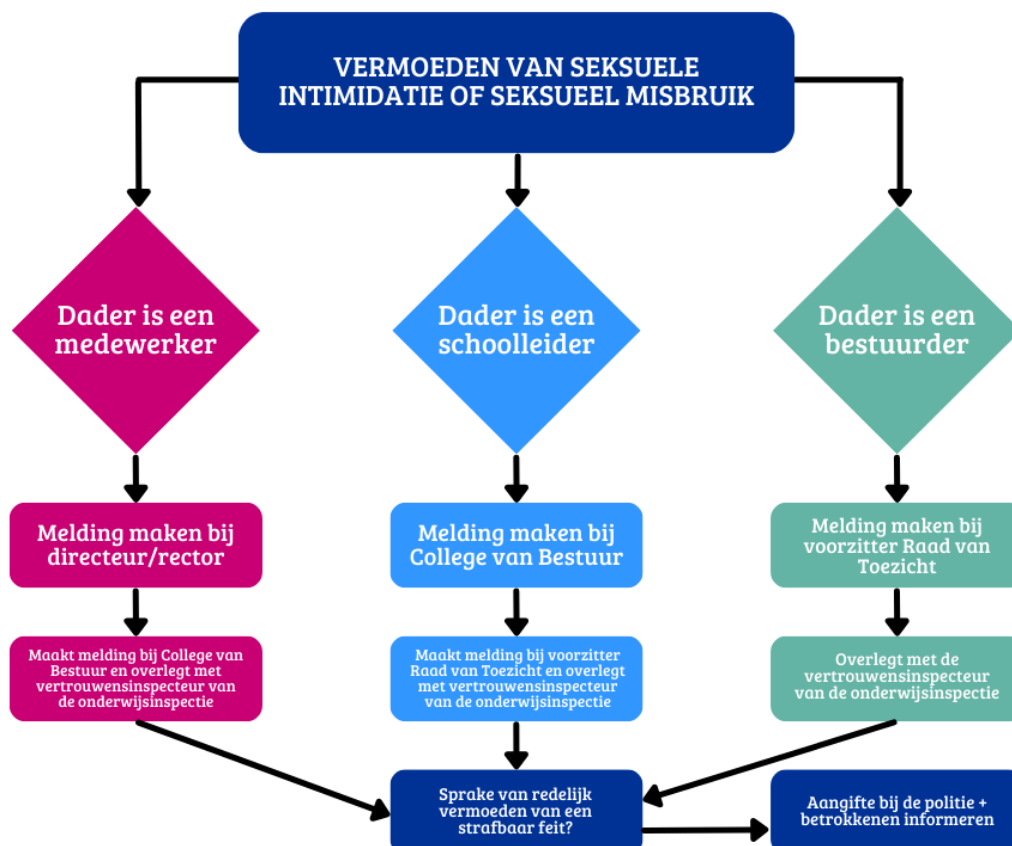 VERMOEDEN VAN SEKSUELE
INTIMIDATIE OF SEKSUEEL MISBRUIK
Dader is een
medewerker
Dader is een
schoolleider
Dader is een
bestuurder
Melding maken bij
directeur/rector
Melding maken bij
College van Bestuur
Melding maken bij
voorzitter Raad van
Toezicht
Maakt melding bij College van
Bestuur en overlegt met
vertrouwensinspecteur van
de onderwijsinspectie
Maakt melding bij voorzitter
Raad van Toezicht en overlegt
met vertrouwensinspecteur
van de onderwijsinspectie
Overlegt met de
vertrouwensinspecteur
van de onderwijsinspectie
Sprake van redelijk
vermoeden van een
strafbaar feit?
Aangifte bij de politie +
betrokkenen informeren